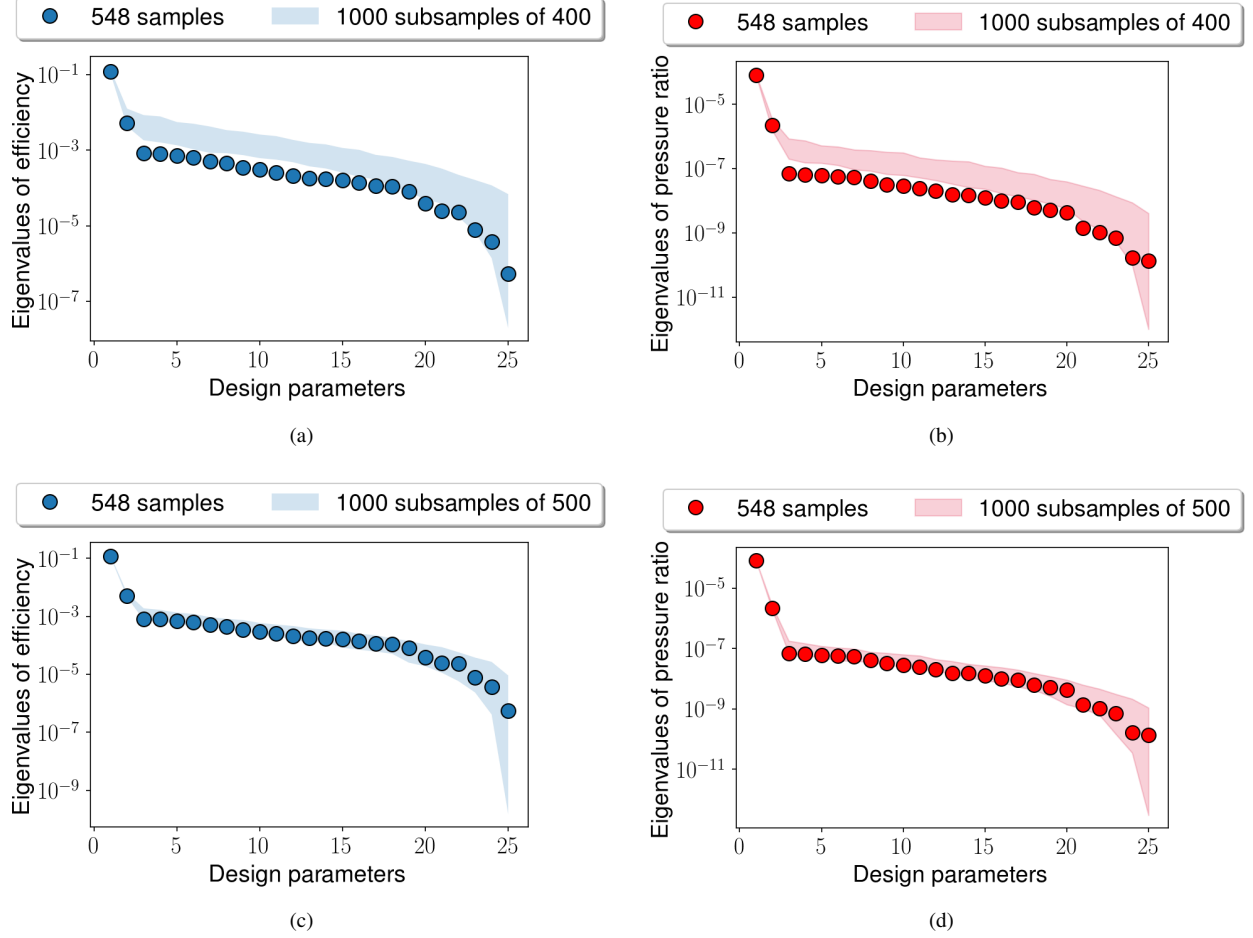 548 samples 1000 subsamples of 400
Eigenvalues of efficiency
10^-1
10^-3
10^-5
10^-7
0 5 10 15 20 25
Design parameters
(a)
548 samples 1000 subsamples of 400
Eigenvalues of pressure ratio
10^-5
10^-7
10^-9
10^-11
0 5 10 15 20 25
Design parameters
(b)
548 samples 1000 subsamples of 500
Eigenvalues of efficiency
10^-1
10^-3
10^-5
10^-7
10^-9
0 5 10 15 20 25
Design parameters
(c)
548 samples 1000 subsamples of 500
Eigenvalues of pressure ratio
10^-5
10^-7
10^-9
10^-11
0 5 10 15 20 25
Design parameters
(d)